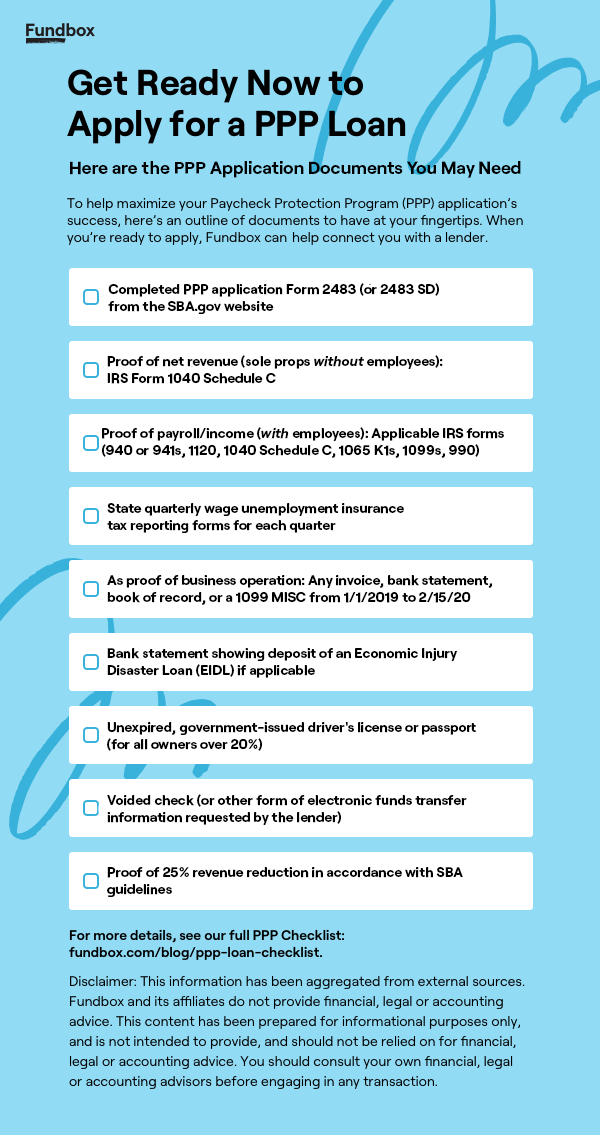 Fundbox
Get Ready Now to
Apply for a PPP Loan
Here are the PPP Application Documents You May Need
To help maximize your Paycheck Protection Program (PPP) application's
success, here's an outline of documents to have at your fingertips. When
you're ready to apply, Fundbox can help connect you with a lender.
Completed PPP application Form 2483 (or 2483 SD)
from the SBA.gov website
Proof of net revenue (sole props without employees):
IRS Form 1040 Schedule C
Proof of payroll/income (with employees): Applicable IRS forms
(940 or 941s, 1120, 1040 Schedule C, 1065 K1s, 1099s, 990)
State quarterly wage unemployment insurance
tax reporting forms for each quarter
As proof of business operation: Any invoice, bank statement,
book of record, or a 1099 MISC from 1/1/2019 to 2/15/20
Bank statement showing deposit of an Economic Injury
Disaster Loan (EIDL) if applicable
Unexpired, government-issued driver's license or passport
(for all owners over 20%)
Voided check (or other form of electronic funds transfer
information requested by the lender)
Proof of 25% revenue reduction in accordance with SBA
guidelines
For more details, see our full PPP Checklist:
fundbox.com/blog/ppp-loan-checklist.
Disclaimer: This information has been aggregated from external sources.
Fundbox and its affiliates do not provide financial, legal or accounting
advice. This content has been prepared for informational purposes only,
and is not intended to provide, and should not be relied on for financial,
legal or accounting advice. You should consult your own financial, legal
or accounting advisors before engaging in any transaction.